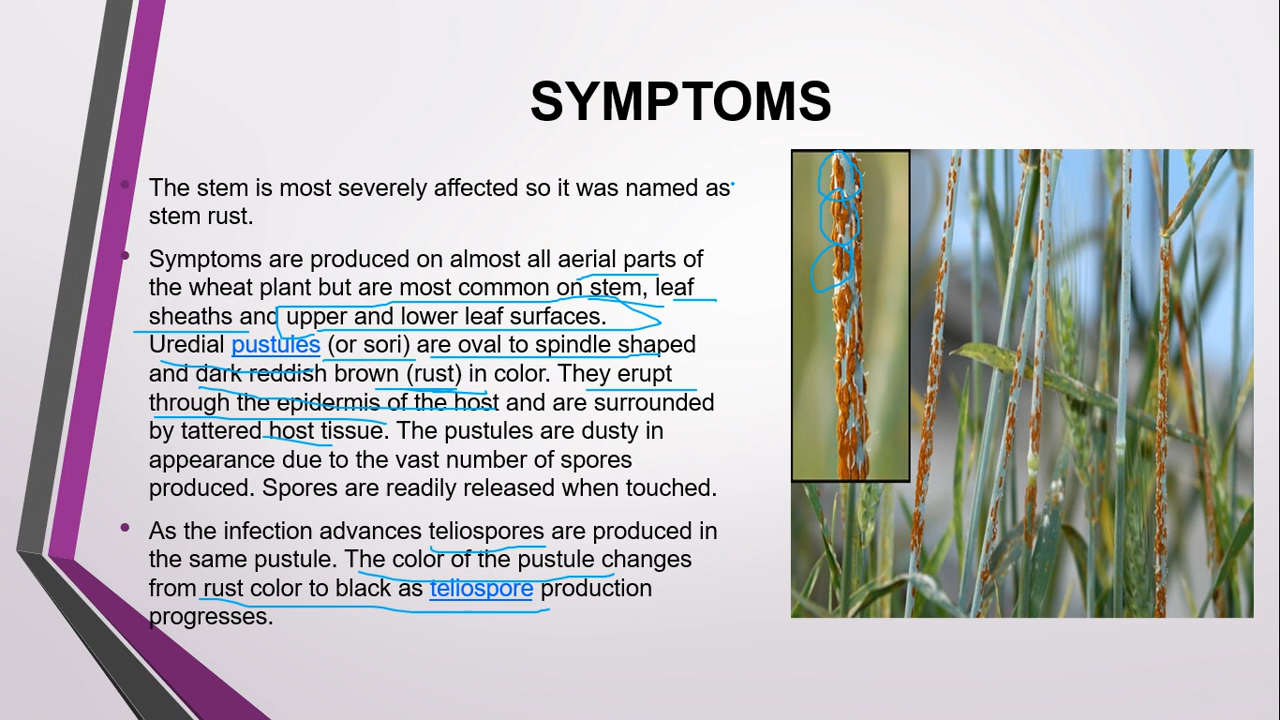 SYMPTOMS
The stem is most severely affected so it was named as
stem rust.
Symptoms are produced on almost all aerial parts of
the wheat plant but are most common on stem, leaf
sheaths and upper and lower leaf surfaces.
Uredial pustules (or sori) are oval to spindle shaped
and dark reddish brown (rust) in color. They erupt
through the epidermis of the host and are surrounded
by tattered host tissue. The pustules are dusty in
appearance due to the vast number of spores
produced. Spores are readily released when touched.
As the infection advances teliospores are produced in
the same pustule. The color of the pustule changes
from rust color to black as teliospore production
progresses.